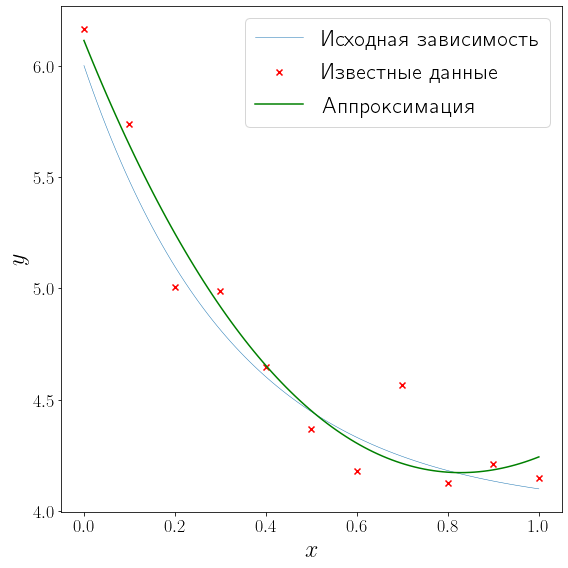 Исходная зависимость
Известные данные
Аппроксимация
6.0
5.5
5.0
4.5
4.0
y
0.0 0.2 0.4 0.6 0.8 1.0
x